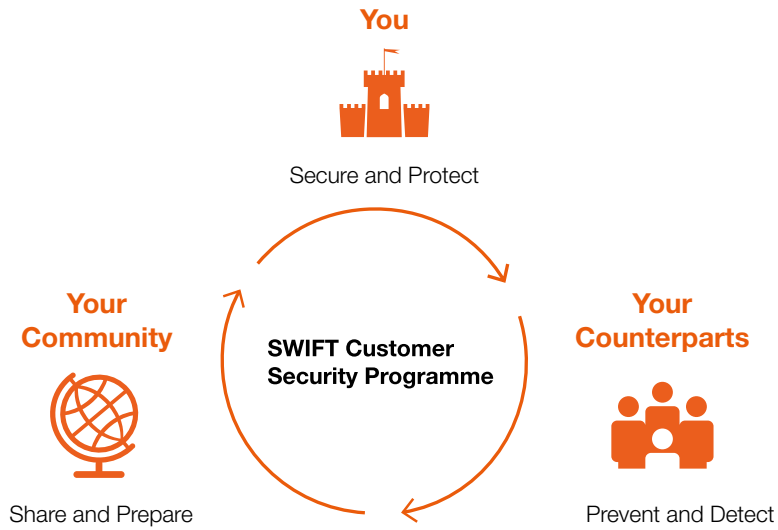 You
Secure and Protect
Your
Community
Share and Prepare
SWIFT Customer
Security Programme
Your
Counterparts
Prevent and Detect